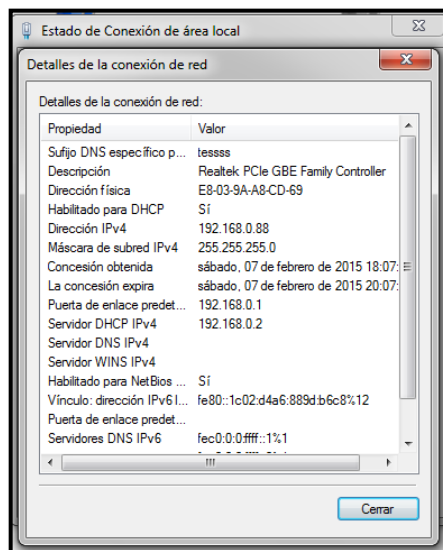 Estado de Conexión de área local
Detalles de la conexión de red
Detalles de la conexión de red:
Propiedad Valor
Sufijo DNS específico p... tessss
Descripción Realtek PCIe GBE Family Controller
Dirección física E8-03-9A-A8-CD-69
Habilitado para DHCP Sí
Dirección IPv4 192.168.0.88
Máscara de subred IPv4 255.255.255.0
Concesión obtenida sábado, 07 de febrero de 2015 18:07:
La concesión expira sábado, 07 de febrero de 2015 20:07:
Puerta de enlace predet... 192.168.0.1
Servidor DHCP IPv4 192.168.0.2
Servidor DNS IPv4
Servidor WINS IPv4
Habilitado para NetBios ... Sí
Vínculo: dirección IPv6 l... fe80::1c02:d4a6:889d:b6c8%12
Puerta de enlace predet...
Servidores DNS IPv6 fec0:0:0:ffff::1%1
Cerrar